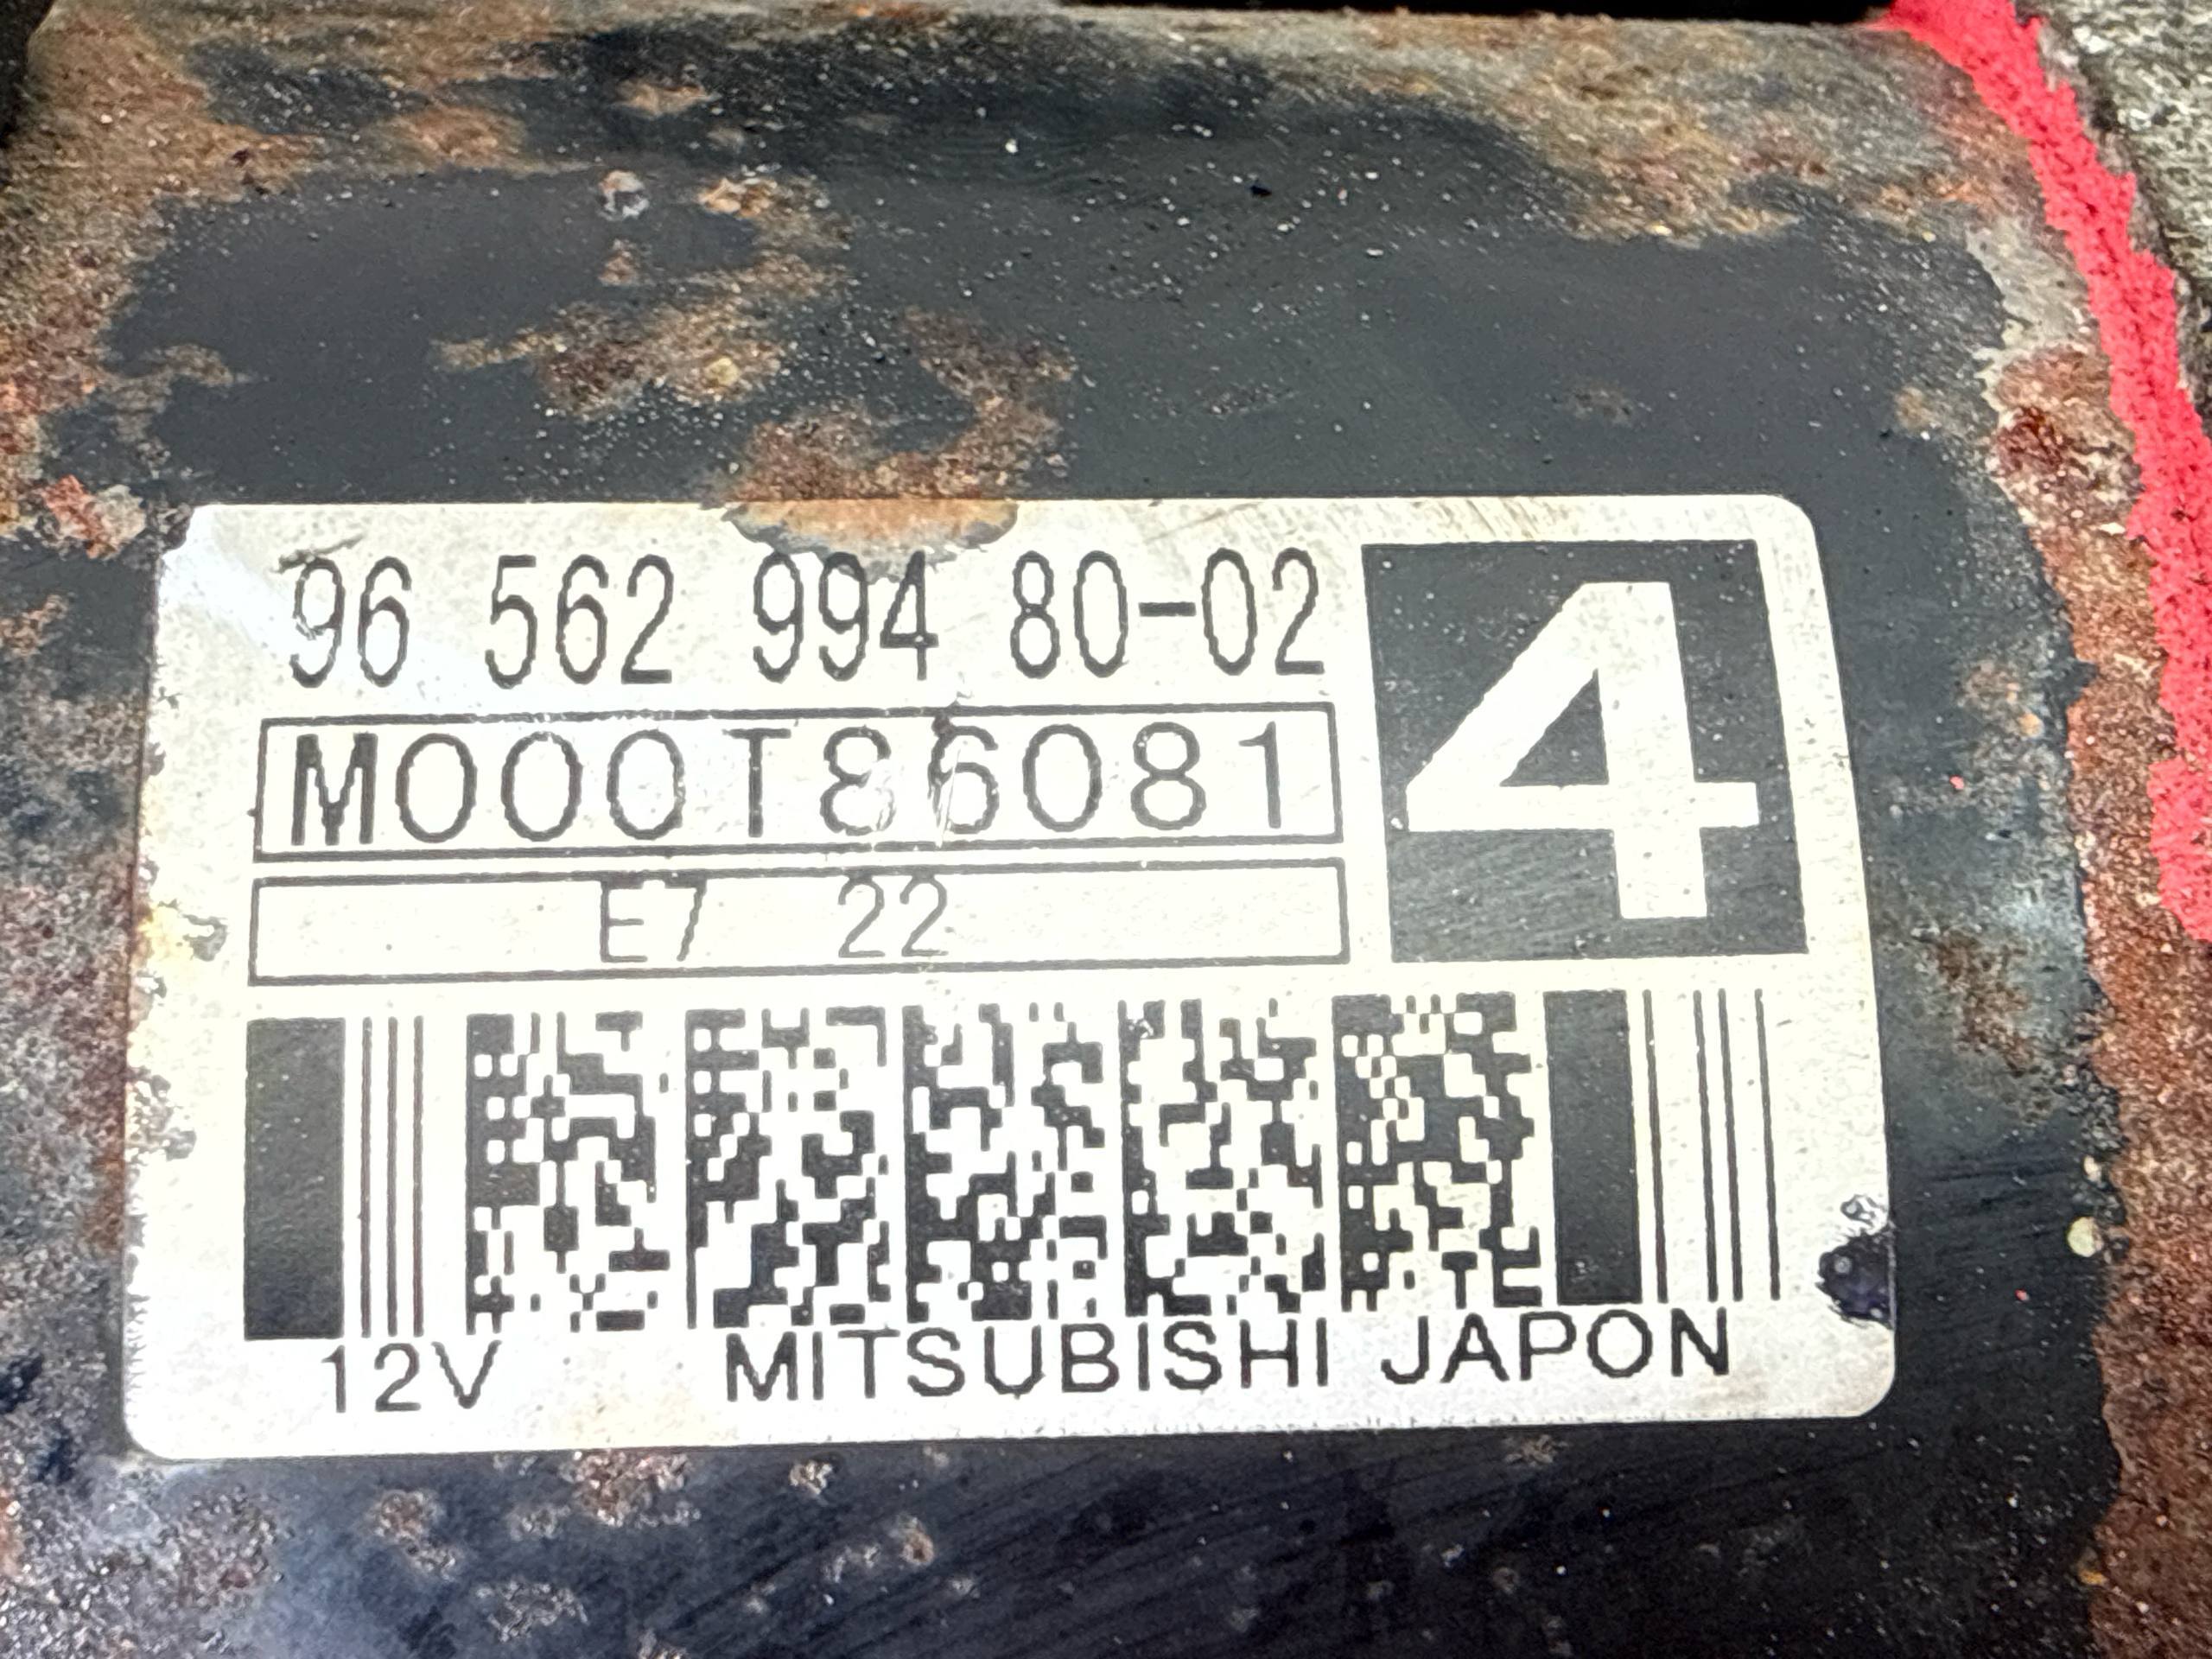 96 562 994 80-02
4
M000T86081
E7 22
12V MITSUBISHI JAPON